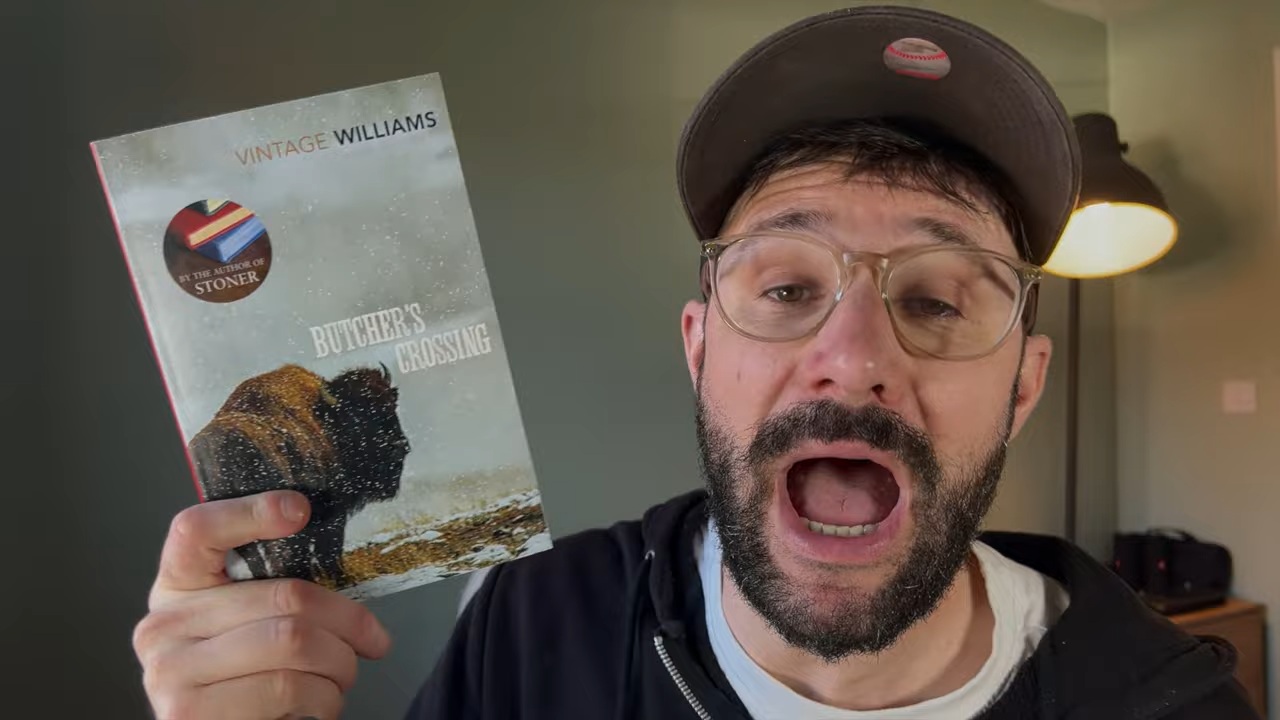 VINTAGE WILLIAMS
BY THE AUTHOR OF
STONER
BUTCHER'S
CROSSING